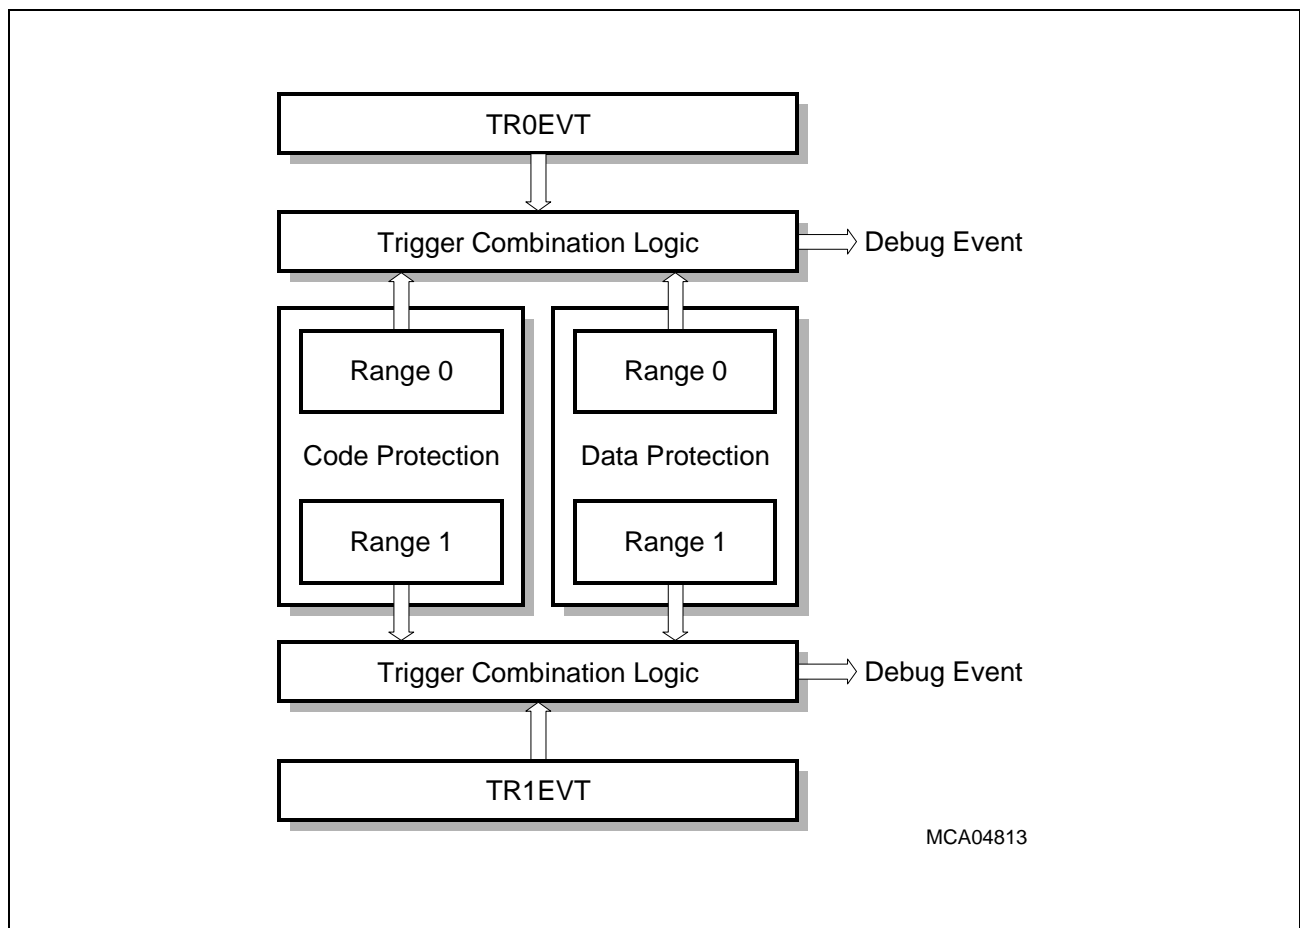 TR0EVT
Trigger Combination Logic
Debug Event
Range 0
Range 0
Code Protection
Data Protection
Range 1
Range 1
Trigger Combination Logic
Debug Event
TR1EVT
MCA04813